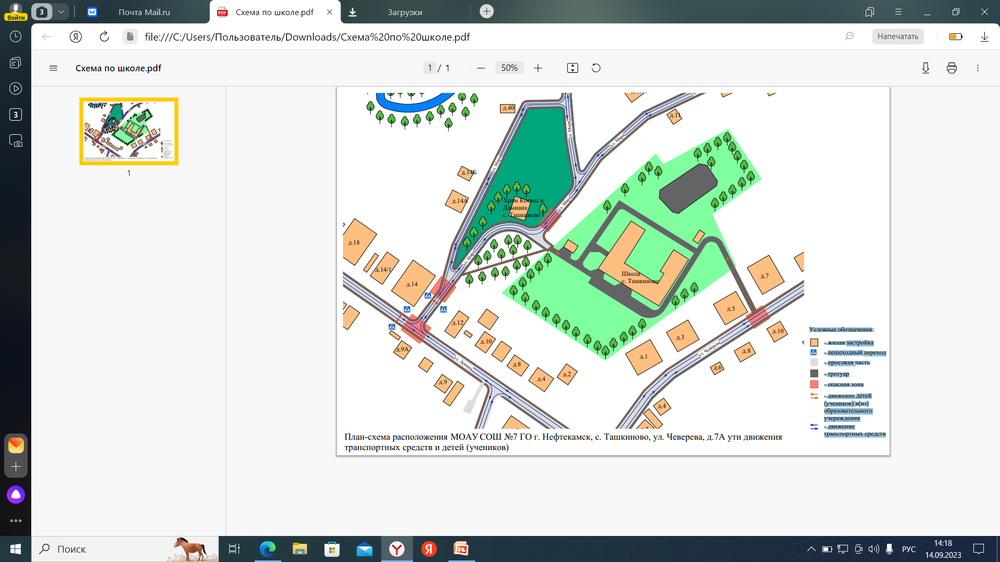 Войти
3
Почта Mail.ru
Схема по школе.pdf
Загрузки
file:///C:/Users/Пользователь/Downloads/Схема%20по%20школе.pdf
Напечатать
3
Схема по школе.pdf
1 / 1
50%
1
д.40
д.11
ул. Мира
ул. Мира
ул. Мира
д.14Б
д.14А
ул. Мира
Храм Космы и
Дамиана
с. Ташкиново
д.18
д.14/1
ул. Мира
д.14
Школа
с. Ташкиново
д.7
д.5
д.12
д.10
д.10
д.3
д.9А
д.1
ул. Чеверева
д.8
ул. Ленина
д.8
д.6
д.4
д.2
д.9
д.4
Условные обозначения:
- жилая застройка
- пешеходный переход
- проезжая часть
- тротуар
- опасная зона
- движение детей
(учеников) в(из)
образовательного
учереждения
- движение
транспортных средств
План-схема расположения МОАУ СОШ №7 ГО г. Нефтекамск, с. Ташкиново, ул. Чеверева, д.7А ути движения
транспортных средств и детей (учеников)
Поиск
РУС
14:18
14.09.2023